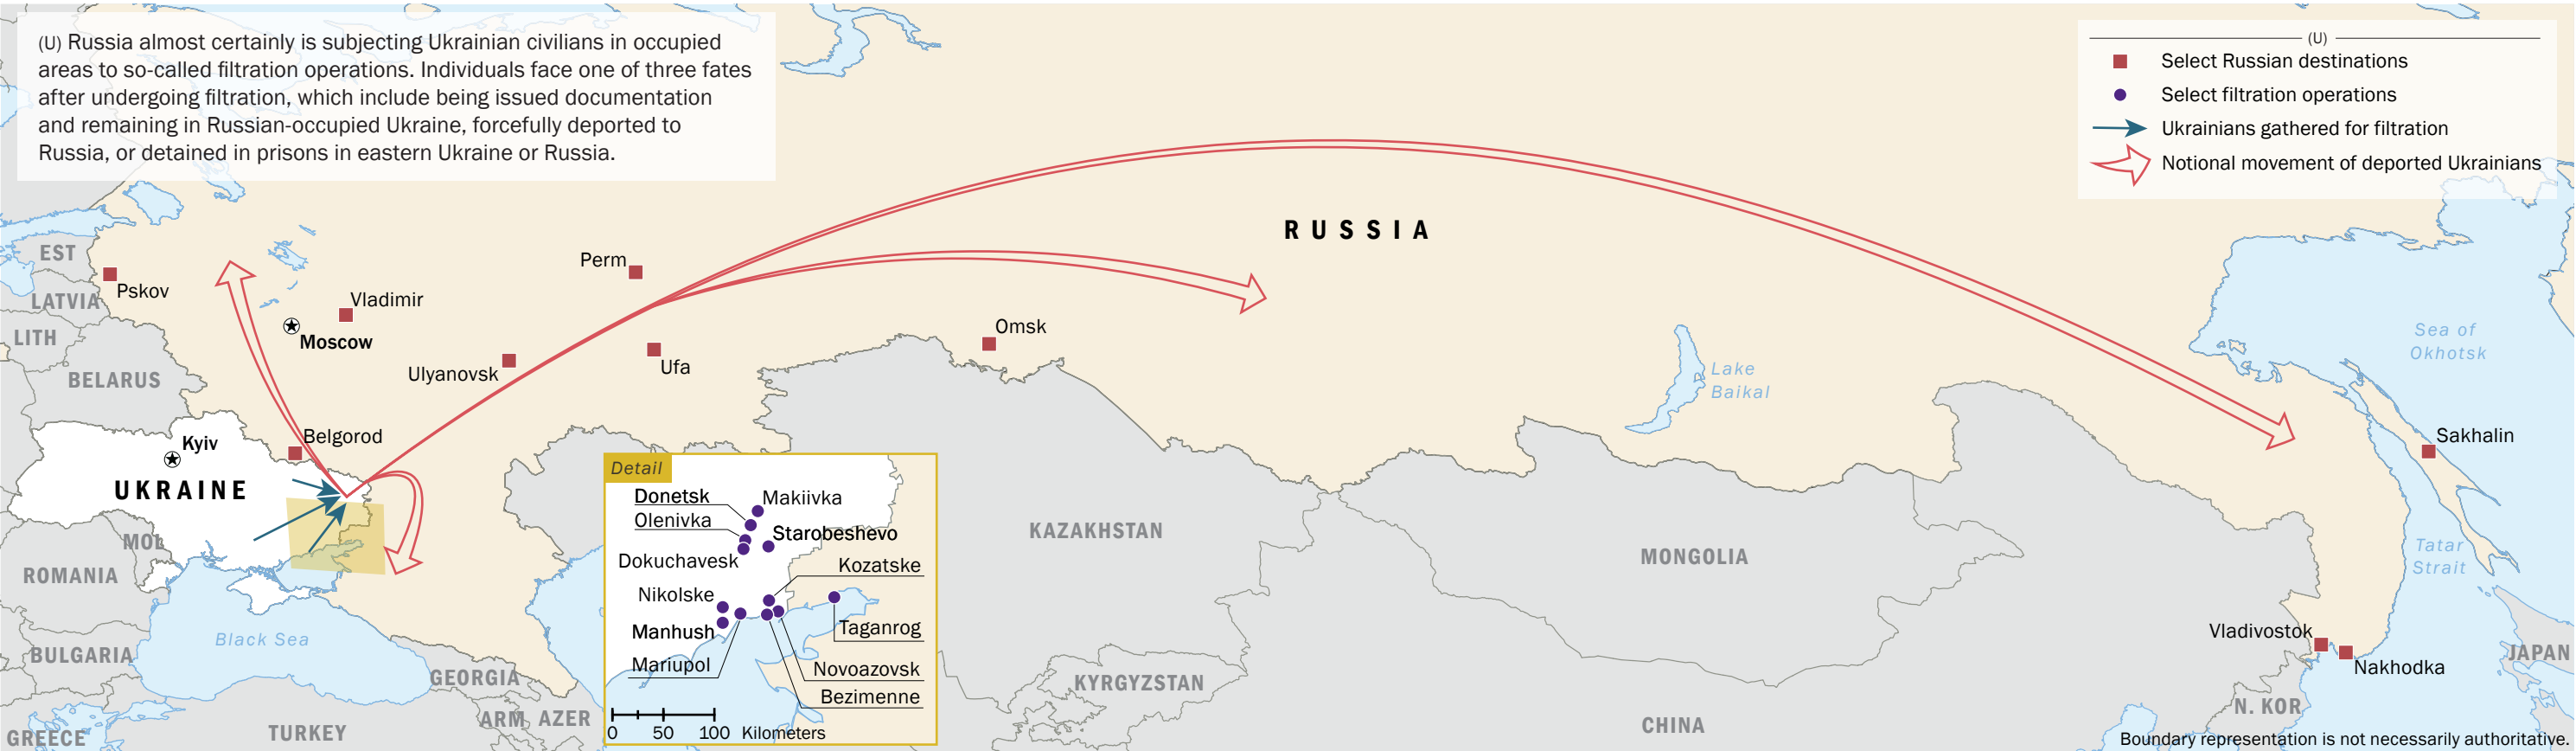 (U) Russia almost certainly is subjecting Ukrainian civilians in occupied
areas to so-called filtration operations. Individuals face one of three fates
after undergoing filtration, which include being issued documentation
and remaining in Russian-occupied Ukraine, forcefully deported to
Russia, or detained in prisons in eastern Ukraine or Russia.
(U)
Select Russian destinations
Select filtration operations
Ukrainians gathered for filtration
Notional movement of deported Ukrainians
RUSSIA
EST
Pskov
LATVIA
LITH
BELARUS
Vladimir
Moscow
Perm
Ulyanovsk
Ufa
Omsk
Lake
Baikal
Sea of
Okhotsk
Sakhalin
Tatar
Strait
Belgorod
Kyiv
UKRAINE
MOL
ROMANIA
Black Sea
BULGARIA
GEORGIA
ARM
AZER
TURKEY
GREECE
KAZAKHSTAN
MONGOLIA
KYRGYZSTAN
CHINA
Vladivostok
Nakhodka
JAPAN
N. KOR
Detail
Donetsk
Makiivka
Olenivka
Starobeshevo
Dokuchavesk
Kozatske
Nikolske
Manhush
Taganrog
Mariupol
Novoazovsk
Bezimenne
0 50 100 Kilometers
Boundary representation is not necessarily authoritative.